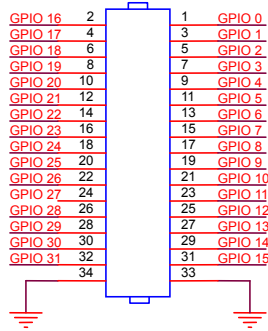 GPIO 16 2 1 GPIO 0
GPIO 17 4 3 GPIO 1
GPIO 18 6 5 GPIO 2
GPIO 19 8 7 GPIO 3
GPIO 20 10 9 GPIO 4
GPIO 21 12 11 GPIO 5
GPIO 22 14 13 GPIO 6
GPIO 23 16 15 GPIO 7
GPIO 24 18 17 GPIO 8
GPIO 25 20 19 GPIO 9
GPIO 26 22 21 GPIO 10
GPIO 27 24 23 GPIO 11
GPIO 28 26 25 GPIO 12
GPIO 29 28 27 GPIO 13
GPIO 30 30 29 GPIO 14
GPIO 31 32 31 GPIO 15
34 33